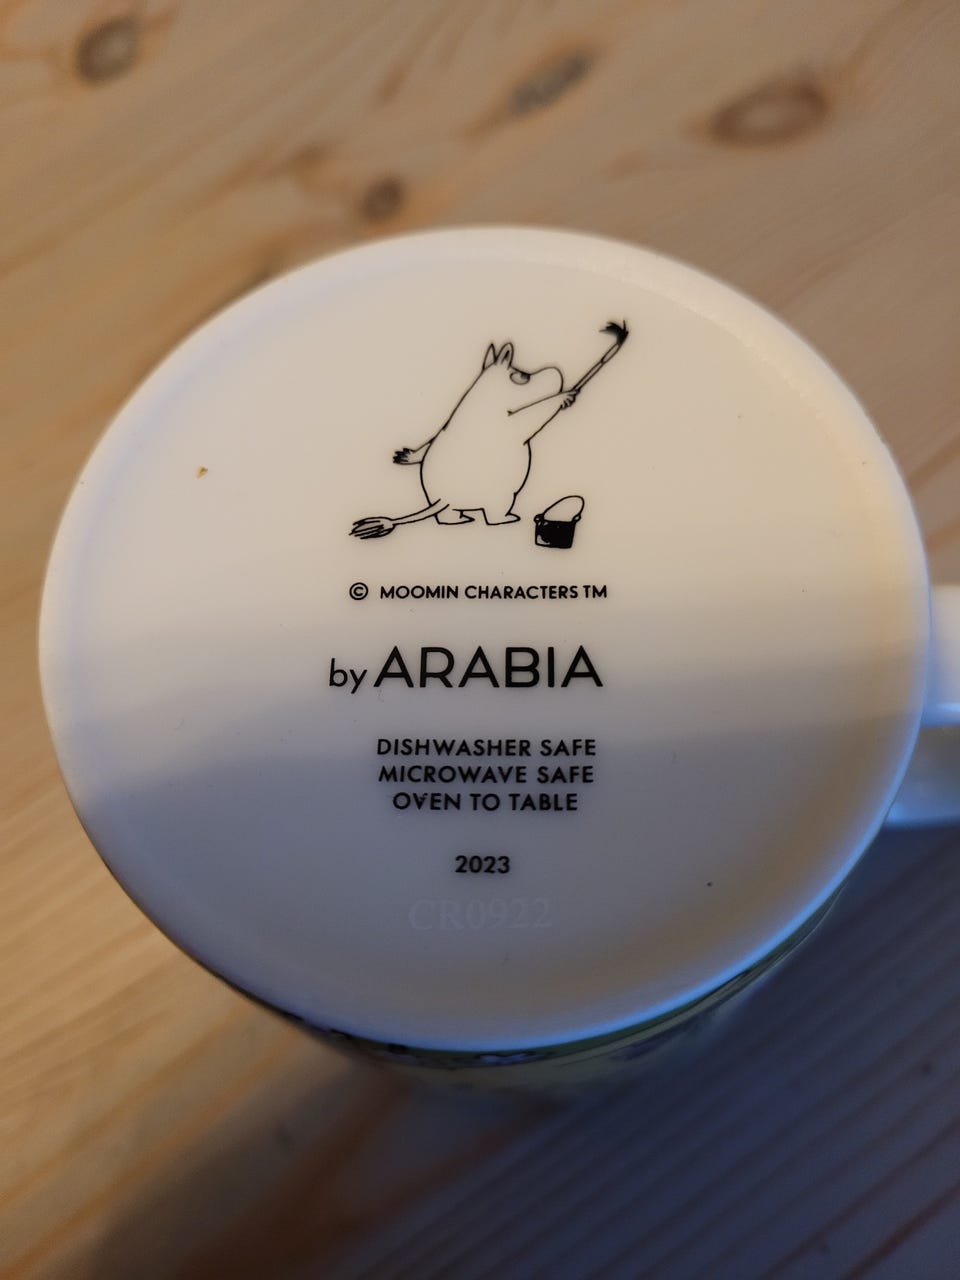 © MOOMIN CHARACTERS TM
by ARABIA
DISHWASHER SAFE
MICROWAVE SAFE
OVEN TO TABLE
2023
CR0922